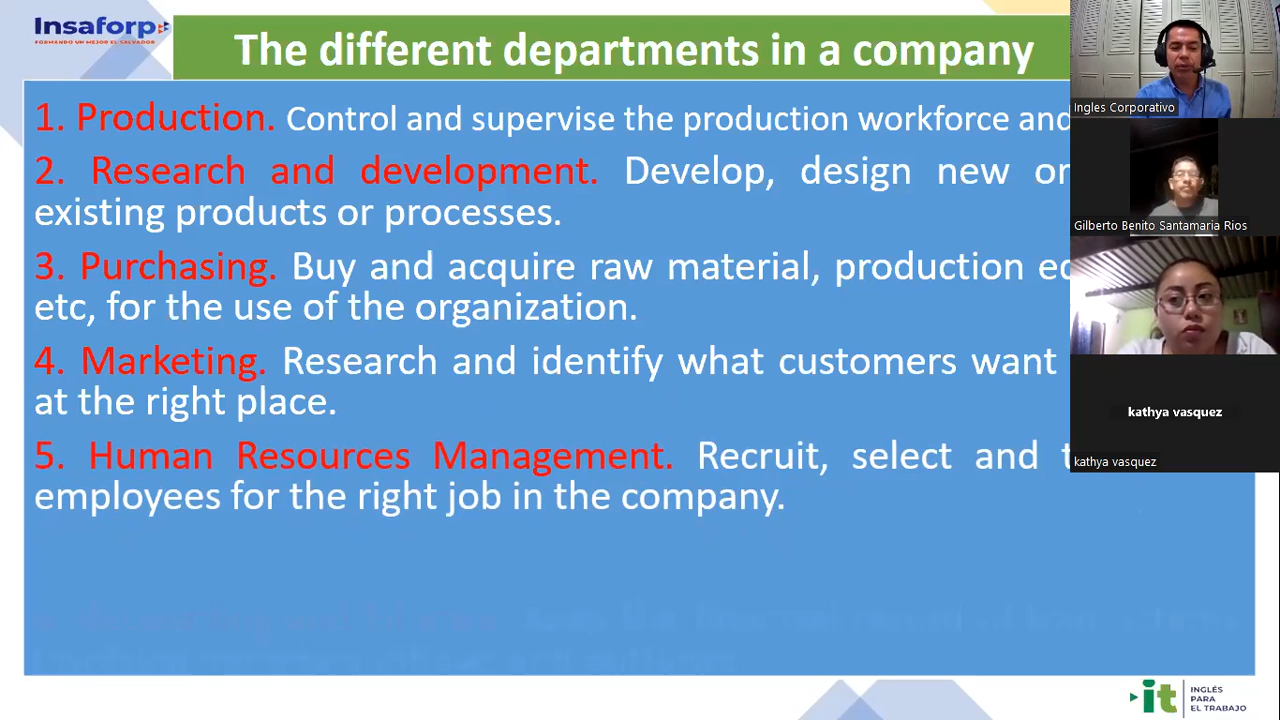 Insaforp
FORMANDO UN MEJOR EL SALVADOR
The different departments in a company
1. Production. Control and supervise the production workforce and
2. Research and development. Develop, design new or
existing products or processes.
3. Purchasing. Buy and acquire raw material, production
etc, for the use of the organization.
4. Marketing. Research and identify what customers want
at the right place.
5. Human Resources Management. Recruit, select and
employees for the right job in the company.
Ingles Corporativo
Gilberto Benito Santamaria Rios
kathya vasquez
kathya vasquez
it
INGLÉS
PARA
EL TRABAJO